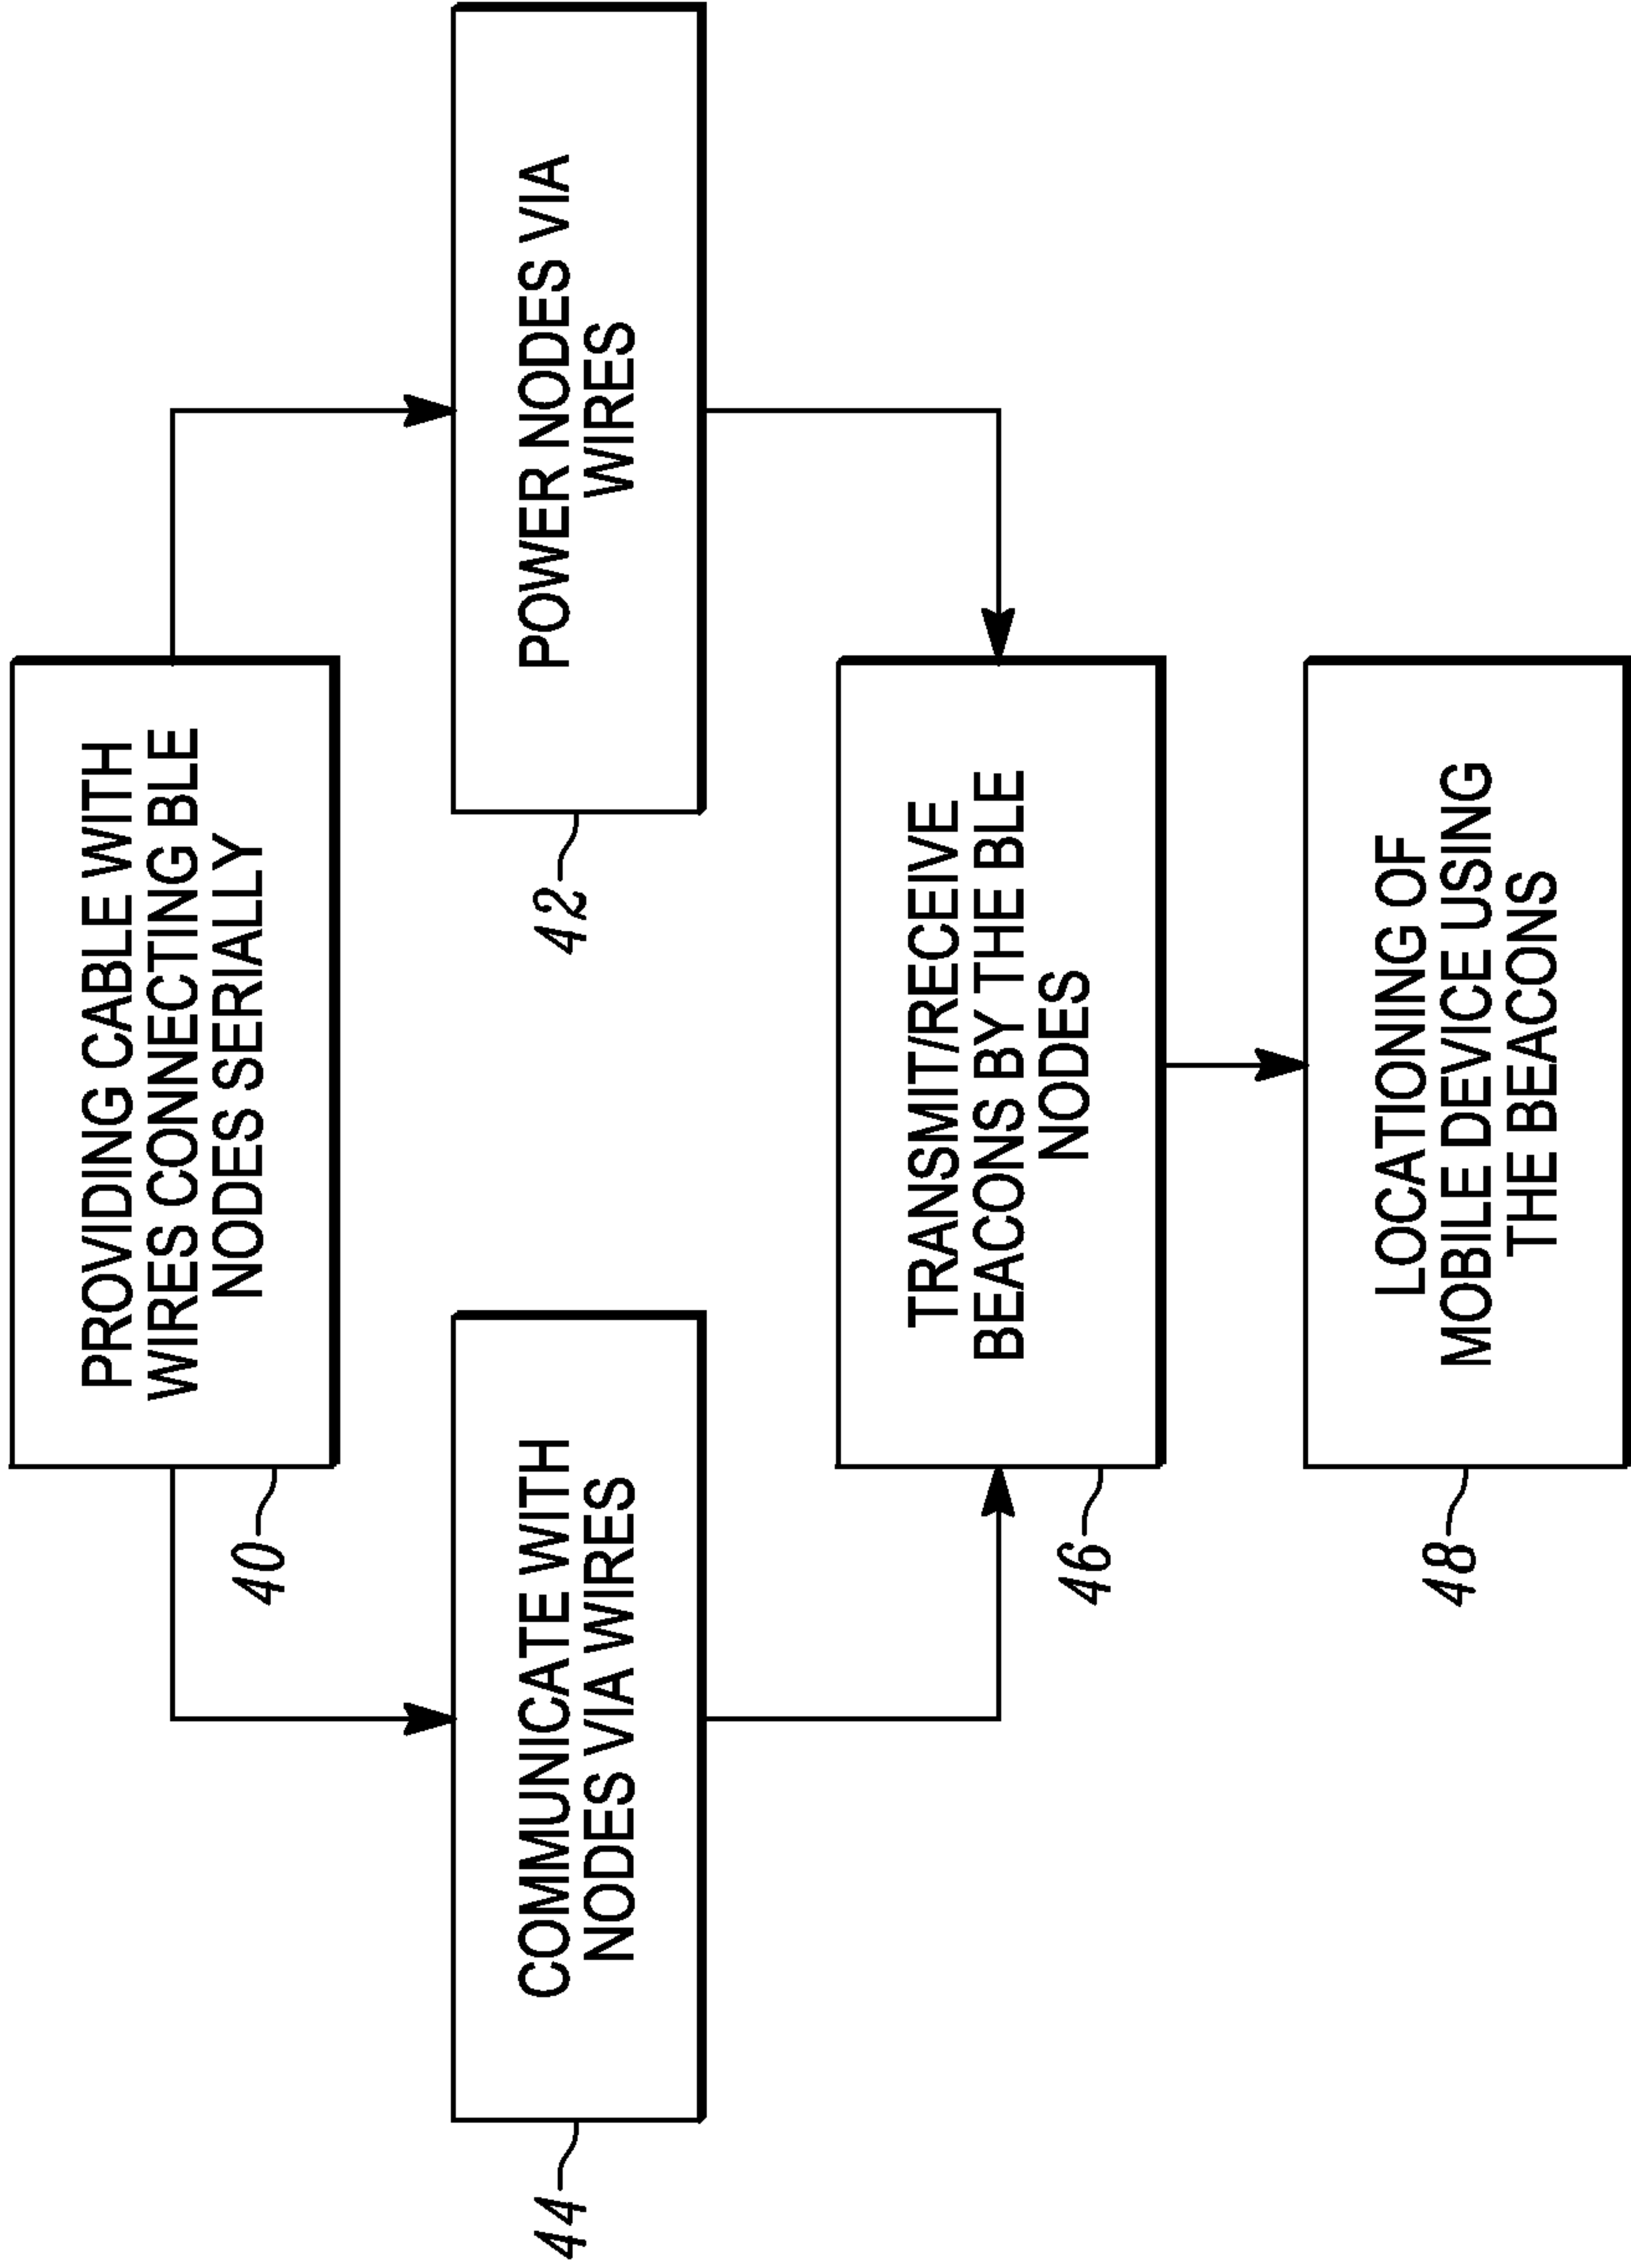 PROVIDING CABLE WITH
WIRES CONNECTING BLE
NODES SERIALLY
40
COMMUNICATE WITH
NODES VIA WIRES
44
POWER NODES VIA
WIRES
42
TRANSMIT/RECEIVE
BEACONS BY THE BLE
NODES
46
LOCATIONING OF
MOBILE DEVICE USING
THE BEACONS
48